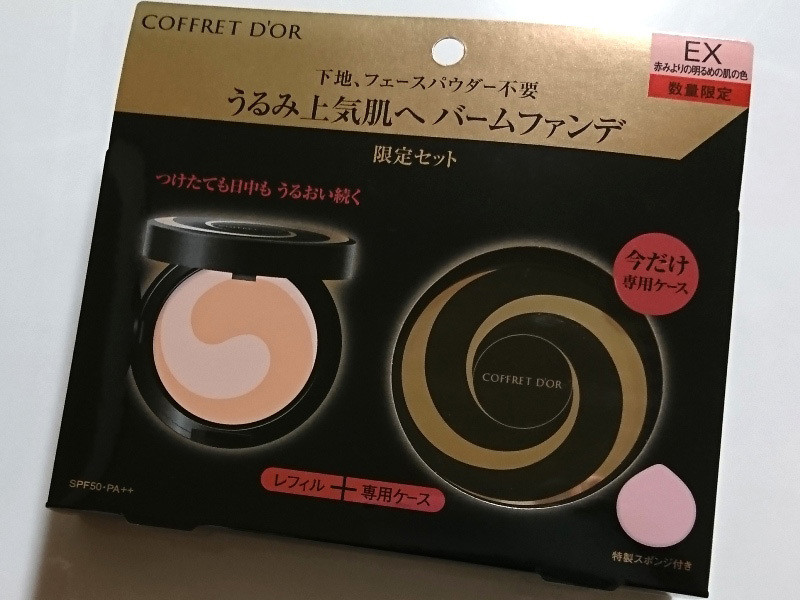 COFFRET D'OR
EX
赤みよりの明るめの肌の色
数量限定
下地、フェースパウダー不要
うるみ上気肌へ バームファンデ
限定セット
つけたても日中も うるおい続く
今だけ
専用ケース
COFFRET D'OR
レフィル＋専用ケース
SPF50・PA++
特製スポンジ付き